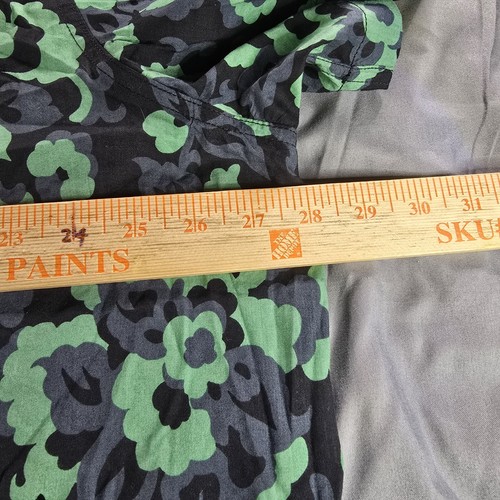 23 24 25 26 27 28 29 30 31
PAINTS THE HOME DEPOT SKU#